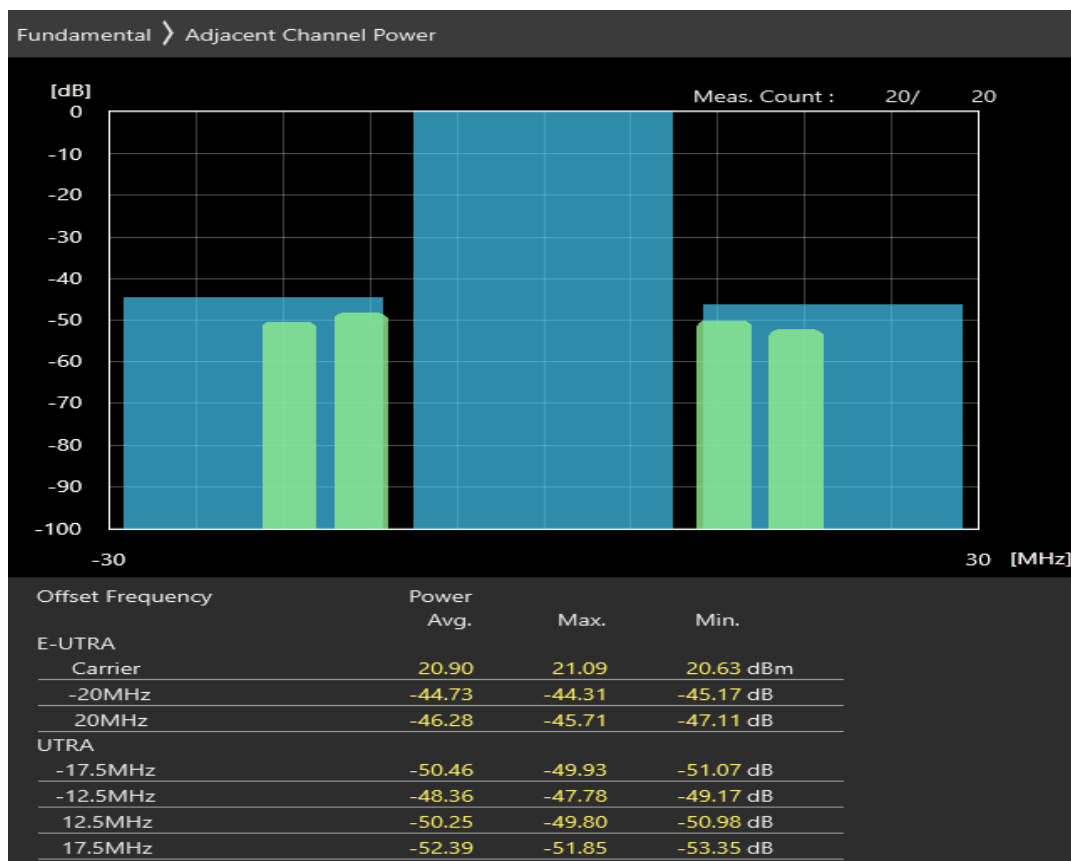 Fundamental 〉 Adjacent Channel Power
[dB]
Meas. Count : 20/ 20
0
-10
-20
-30
-40
-50
-60
-70
-80
-90
-100
-30 30 [MHz]
Offset Frequency Power
Avg. Max. Min.
E-UTRA
Carrier 20.90 21.09 20.63 dBm
-20MHz -44.73 -44.31 -45.17 dB
20MHz -46.28 -45.71 -47.11 dB
UTRA
-17.5MHz -50.46 -49.93 -51.07 dB
-12.5MHz -48.36 -47.78 -49.17 dB
12.5MHz -50.25 -49.80 -50.98 dB
17.5MHz -52.39 -51.85 -53.35 dB